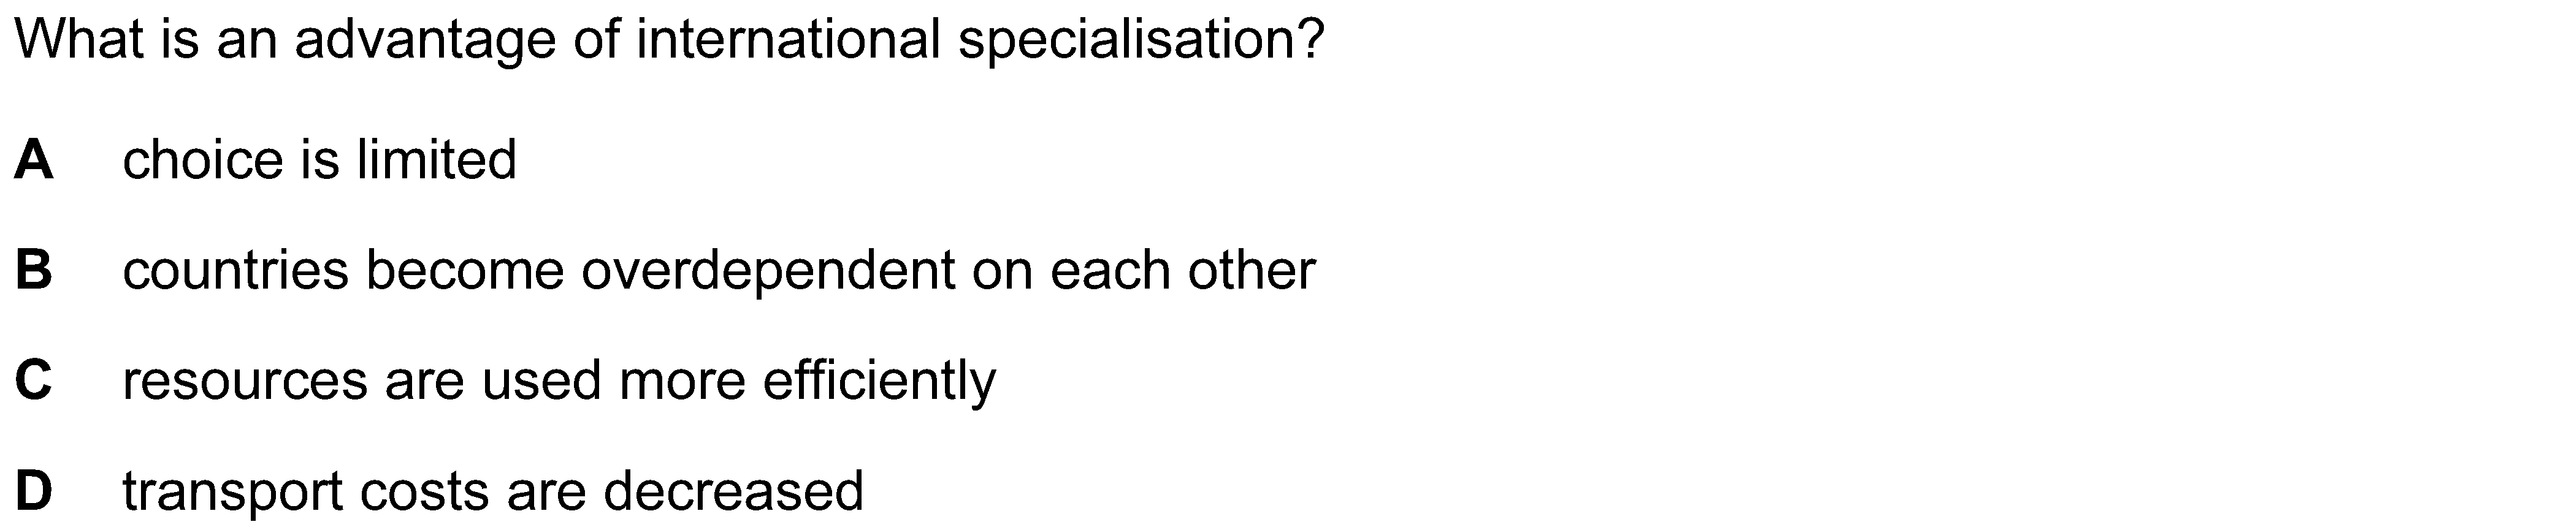 What is an advantage of international specialisation?
A choice is limited
B countries become overdependent on each other
C resources are used more efficiently
D transport costs are decreased